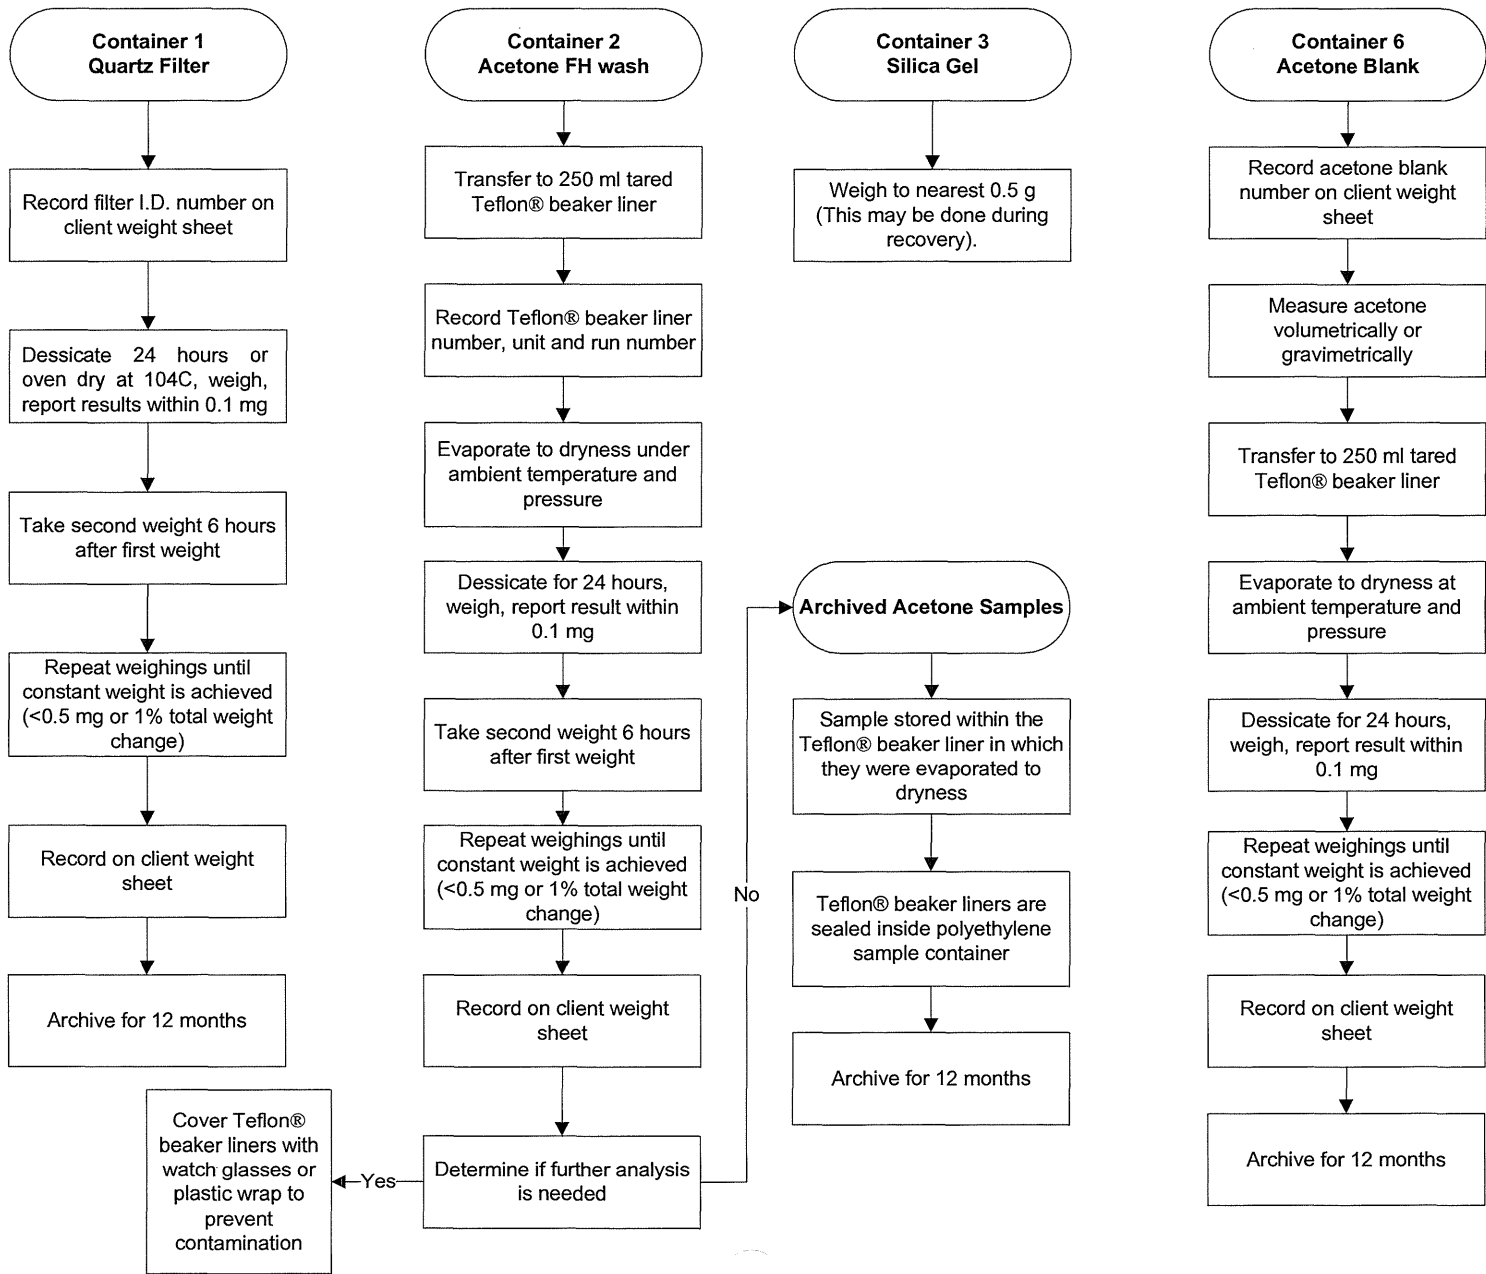 Container 1
Quartz Filter
Record filter I.D. number on
client weight sheet
Dessicate 24 hours or
oven dry at 104C, weigh,
report results within 0.1 mg
Take second weight 6 hours
after first weight
Repeat weighings until
constant weight is achieved
(<0.5 mg or 1% total weight
change)
Record on client weight
sheet
Archive for 12 months
Container 2
Acetone FH wash
Transfer to 250 ml tared
Teflon® beaker liner
Record Teflon® beaker liner
number, unit and run number
Evaporate to dryness under
ambient temperature and
pressure
Dessicate for 24 hours,
weigh, report result within
0.1 mg
Take second weight 6 hours
after first weight
Repeat weighings until
constant weight is achieved
(<0.5 mg or 1% total weight
change)
Record on client weight
sheet
Determine if further analysis
is needed
Yes
Cover Teflon®
beaker liners with
watch glasses or
plastic wrap to
prevent
contamination
No
Container 3
Silica Gel
Weigh to nearest 0.5 g
(This may be done during
recovery).
Archived Acetone Samples
Sample stored within the
Teflon® beaker liner in which
they were evaporated to
dryness
Teflon® beaker liners are
sealed inside polyethylene
sample container
Archive for 12 months
Container 6
Acetone Blank
Record acetone blank
number on client weight
sheet
Measure acetone
volumetrically or
gravimetrically
Transfer to 250 ml tared
Teflon® beaker liner
Evaporate to dryness at
ambient temperature and
pressure
Dessicate for 24 hours,
weigh, report result within
0.1 mg
Repeat weighings until
constant weight is achieved
(<0.5 mg or 1% total weight
change)
Record on client weight
sheet
Archive for 12 months